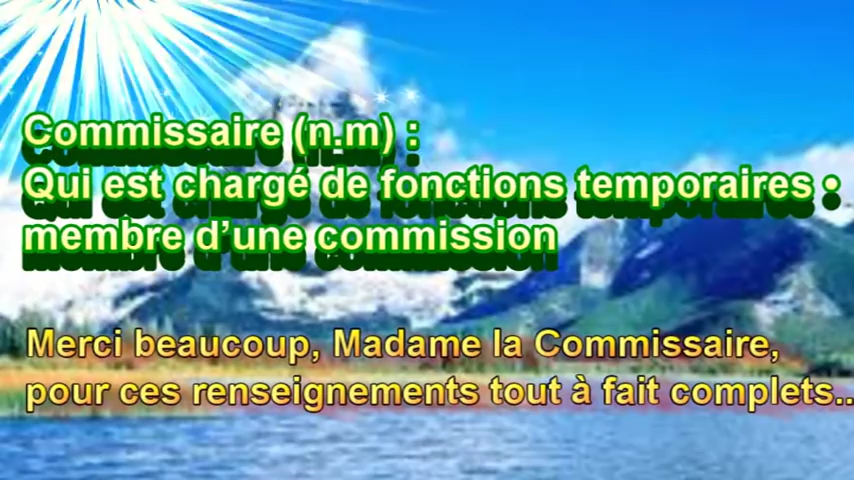 Commissaire (n.m) :
Qui est chargé de fonctions temporaires •
membre d’une commission
Merci beaucoup, Madame la Commissaire,
pour ces renseignements tout à fait complets..